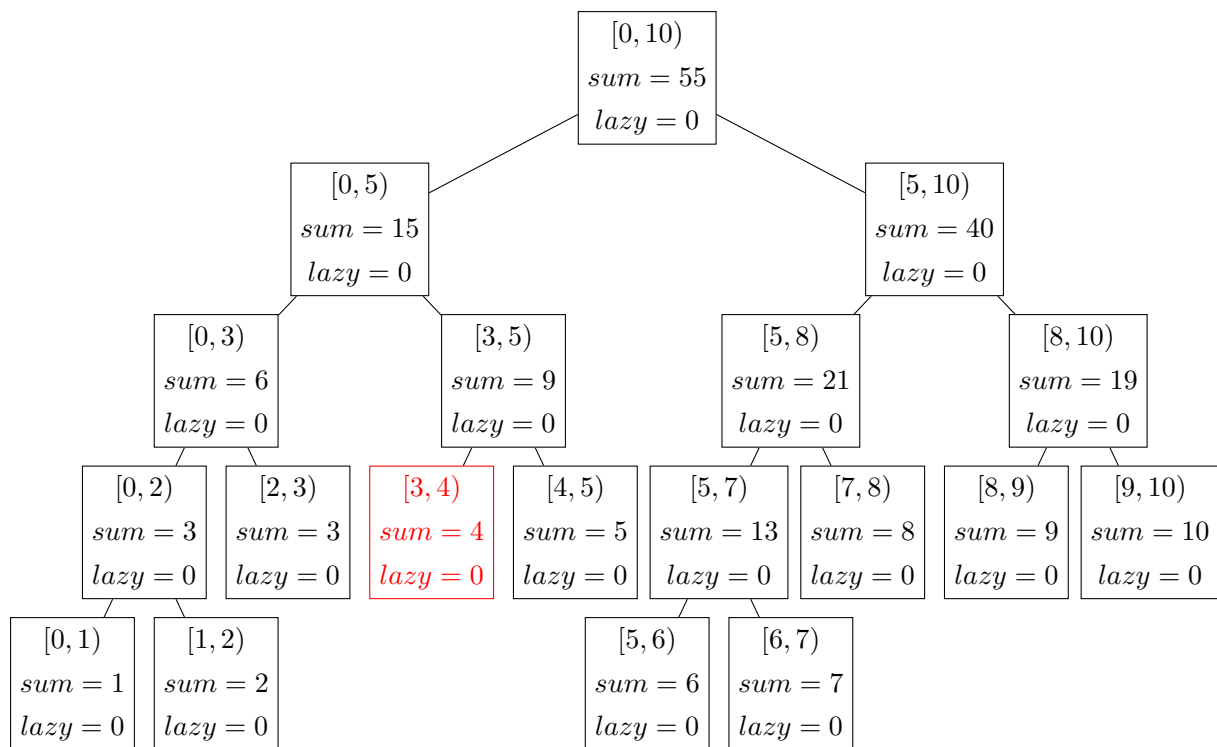 [0, 10)
sum = 55
lazy = 0
[0, 5)
sum = 15
lazy = 0
[5, 10)
sum = 40
lazy = 0
[0, 3)
sum = 6
lazy = 0
[3, 5)
sum = 9
lazy = 0
[5, 8)
sum = 21
lazy = 0
[8, 10)
sum = 19
lazy = 0
[0, 2)
sum = 3
lazy = 0
[2, 3)
sum = 3
lazy = 0
[3, 4)
sum = 4
lazy = 0
[4, 5)
sum = 5
lazy = 0
[5, 7)
sum = 13
lazy = 0
[7, 8)
sum = 8
lazy = 0
[8, 9)
sum = 9
lazy = 0
[9, 10)
sum = 10
lazy = 0
[0, 1)
sum = 1
lazy = 0
[1, 2)
sum = 2
lazy = 0
[5, 6)
sum = 6
lazy = 0
[6, 7)
sum = 7
lazy = 0